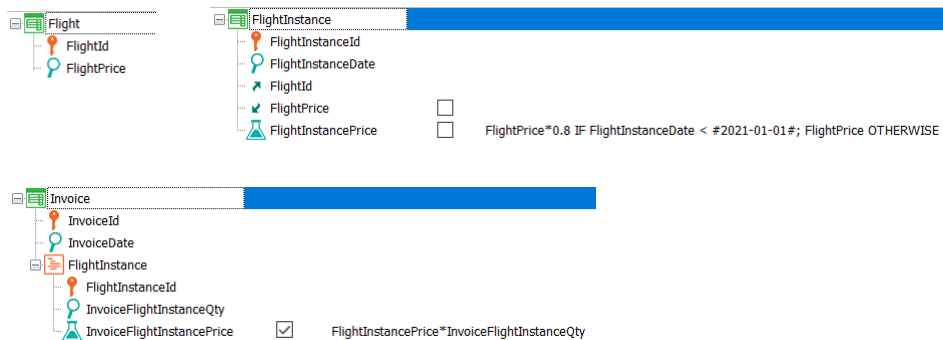 Flight
FlightId
FlightPrice
FlightInstance
FlightInstanceId
FlightInstanceDate
FlightId
FlightPrice
FlightInstancePrice FlightPrice*0.8 IF FlightInstanceDate < #2021-01-01#; FlightPrice OTHERWISE
Invoice
InvoiceId
InvoiceDate
FlightInstance
FlightInstanceId
InvoiceFlightInstanceQty
InvoiceFlightInstancePrice FlightInstancePrice*InvoiceFlightInstanceQty